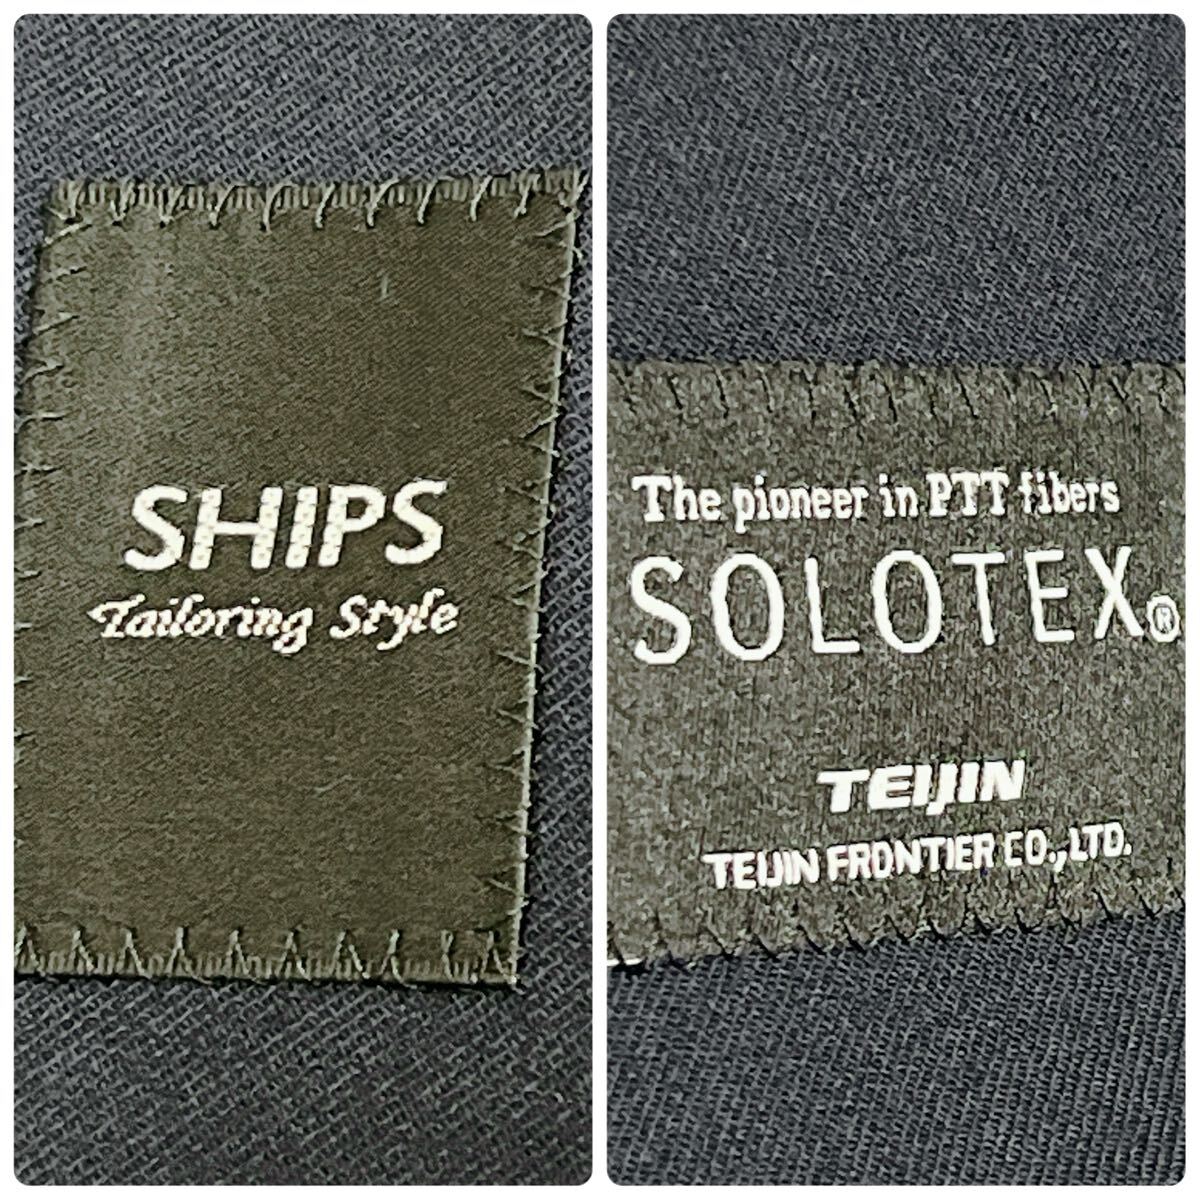 SHIPS
Tailoring Style
The pioneer in PTT fibers
SOLOTEX®
TEIJIN
TEIJIN FRONTIER CO.,LTD.